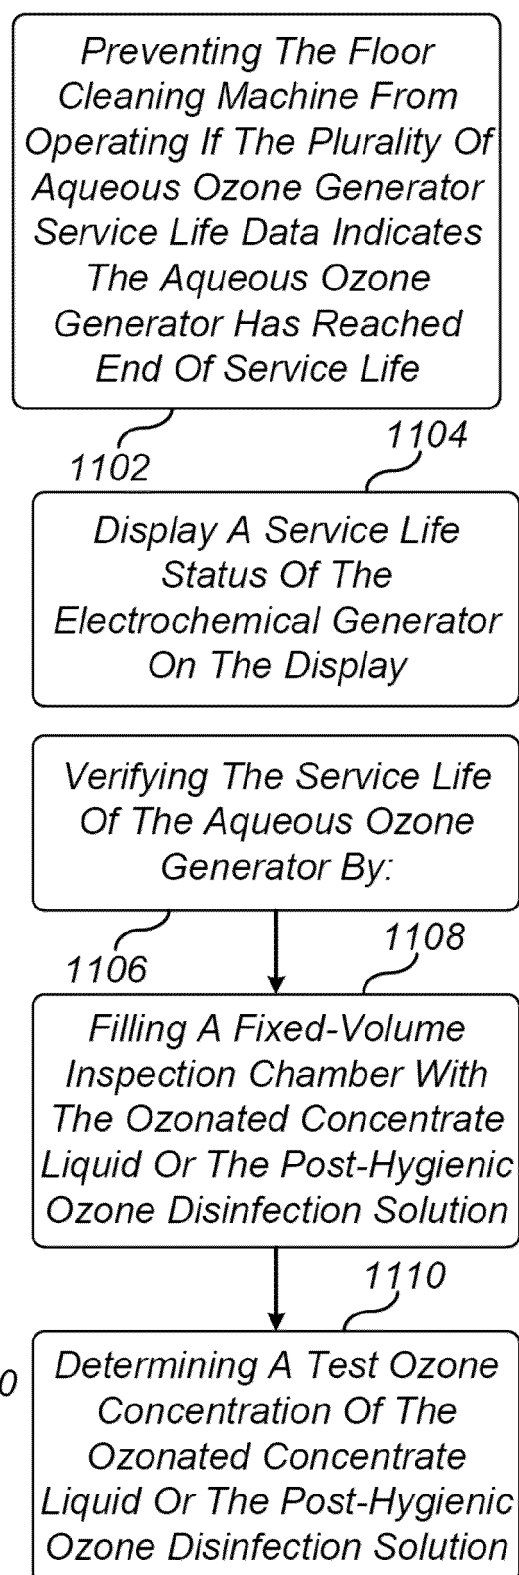 Preventing The Floor
Cleaning Machine From
Operating If The Plurality Of
Aqueous Ozone Generator
Service Life Data Indicates
The Aqueous Ozone
Generator Has Reached
End Of Service Life
1102
1104
Display A Service Life
Status Of The
Electrochemical Generator
On The Display
Verifying The Service Life
Of The Aqueous Ozone
Generator By:
1106
1108
Filling A Fixed-Volume
Inspection Chamber With
The Ozonated Concentrate
Liquid Or The Post-Hygienic
Ozone Disinfection Solution
1110
0
Determining A Test Ozone
Concentration Of The
Ozonated Concentrate
Liquid Or The Post-Hygienic
Ozone Disinfection Solution